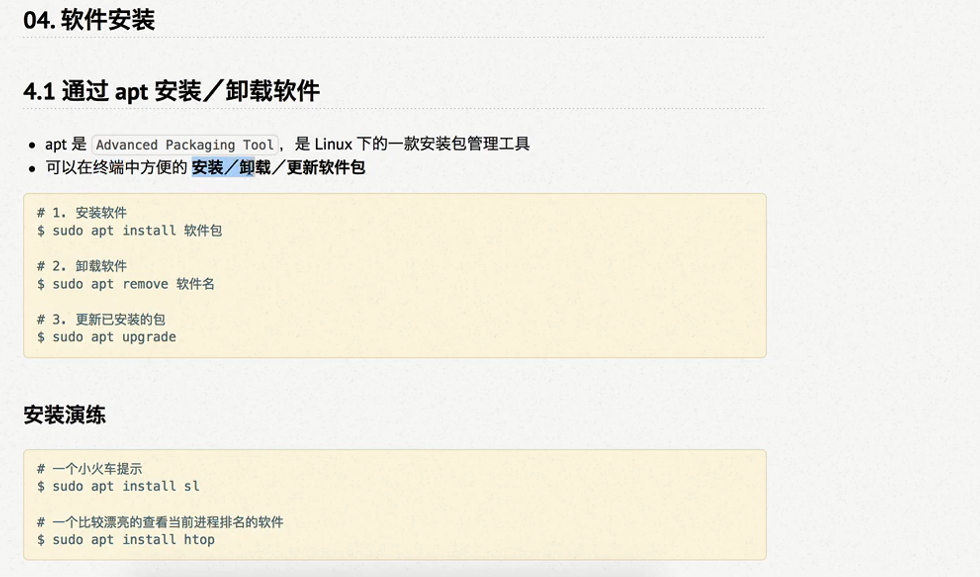 04. 软件安装
4.1 通过 apt 安装／卸载软件
• apt 是 Advanced Packaging Tool，是 Linux 下的一款安装包管理工具
• 可以在终端中方便的 安装／卸载／更新软件包
# 1. 安装软件
$ sudo apt install 软件包
# 2. 卸载软件
$ sudo apt remove 软件名
# 3. 更新已安装的包
$ sudo apt upgrade
安装演练
# 一个小火车提示
$ sudo apt install sl
# 一个比较漂亮的查看当前进程排名的软件
$ sudo apt install htop